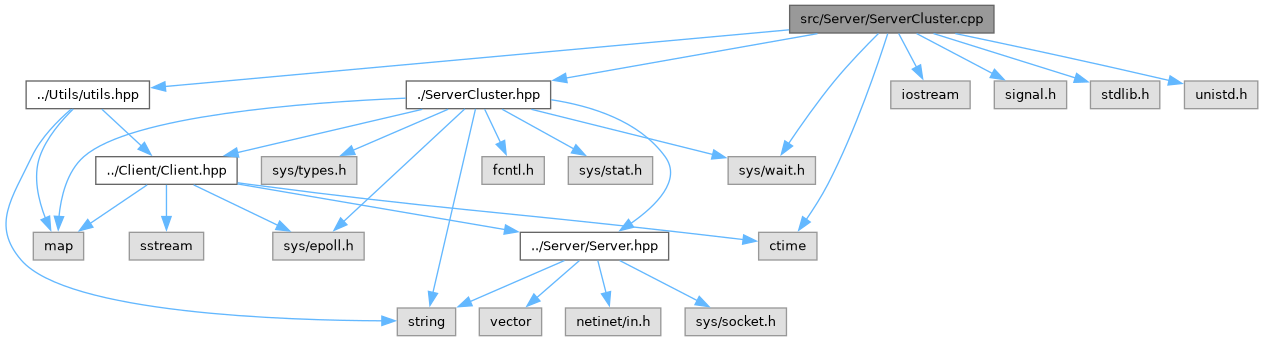 src/Server/ServerCluster.cpp
../Utils/utils.hpp
./ServerCluster.hpp
iostream
signal.h
stdlib.h
unistd.h
../Client/Client.hpp
sys/types.h
fcntl.h
sys/stat.h
sys/wait.h
map
sstream
sys/epoll.h
../Server/Server.hpp
ctime
string
vector
netinet/in.h
sys/socket.h